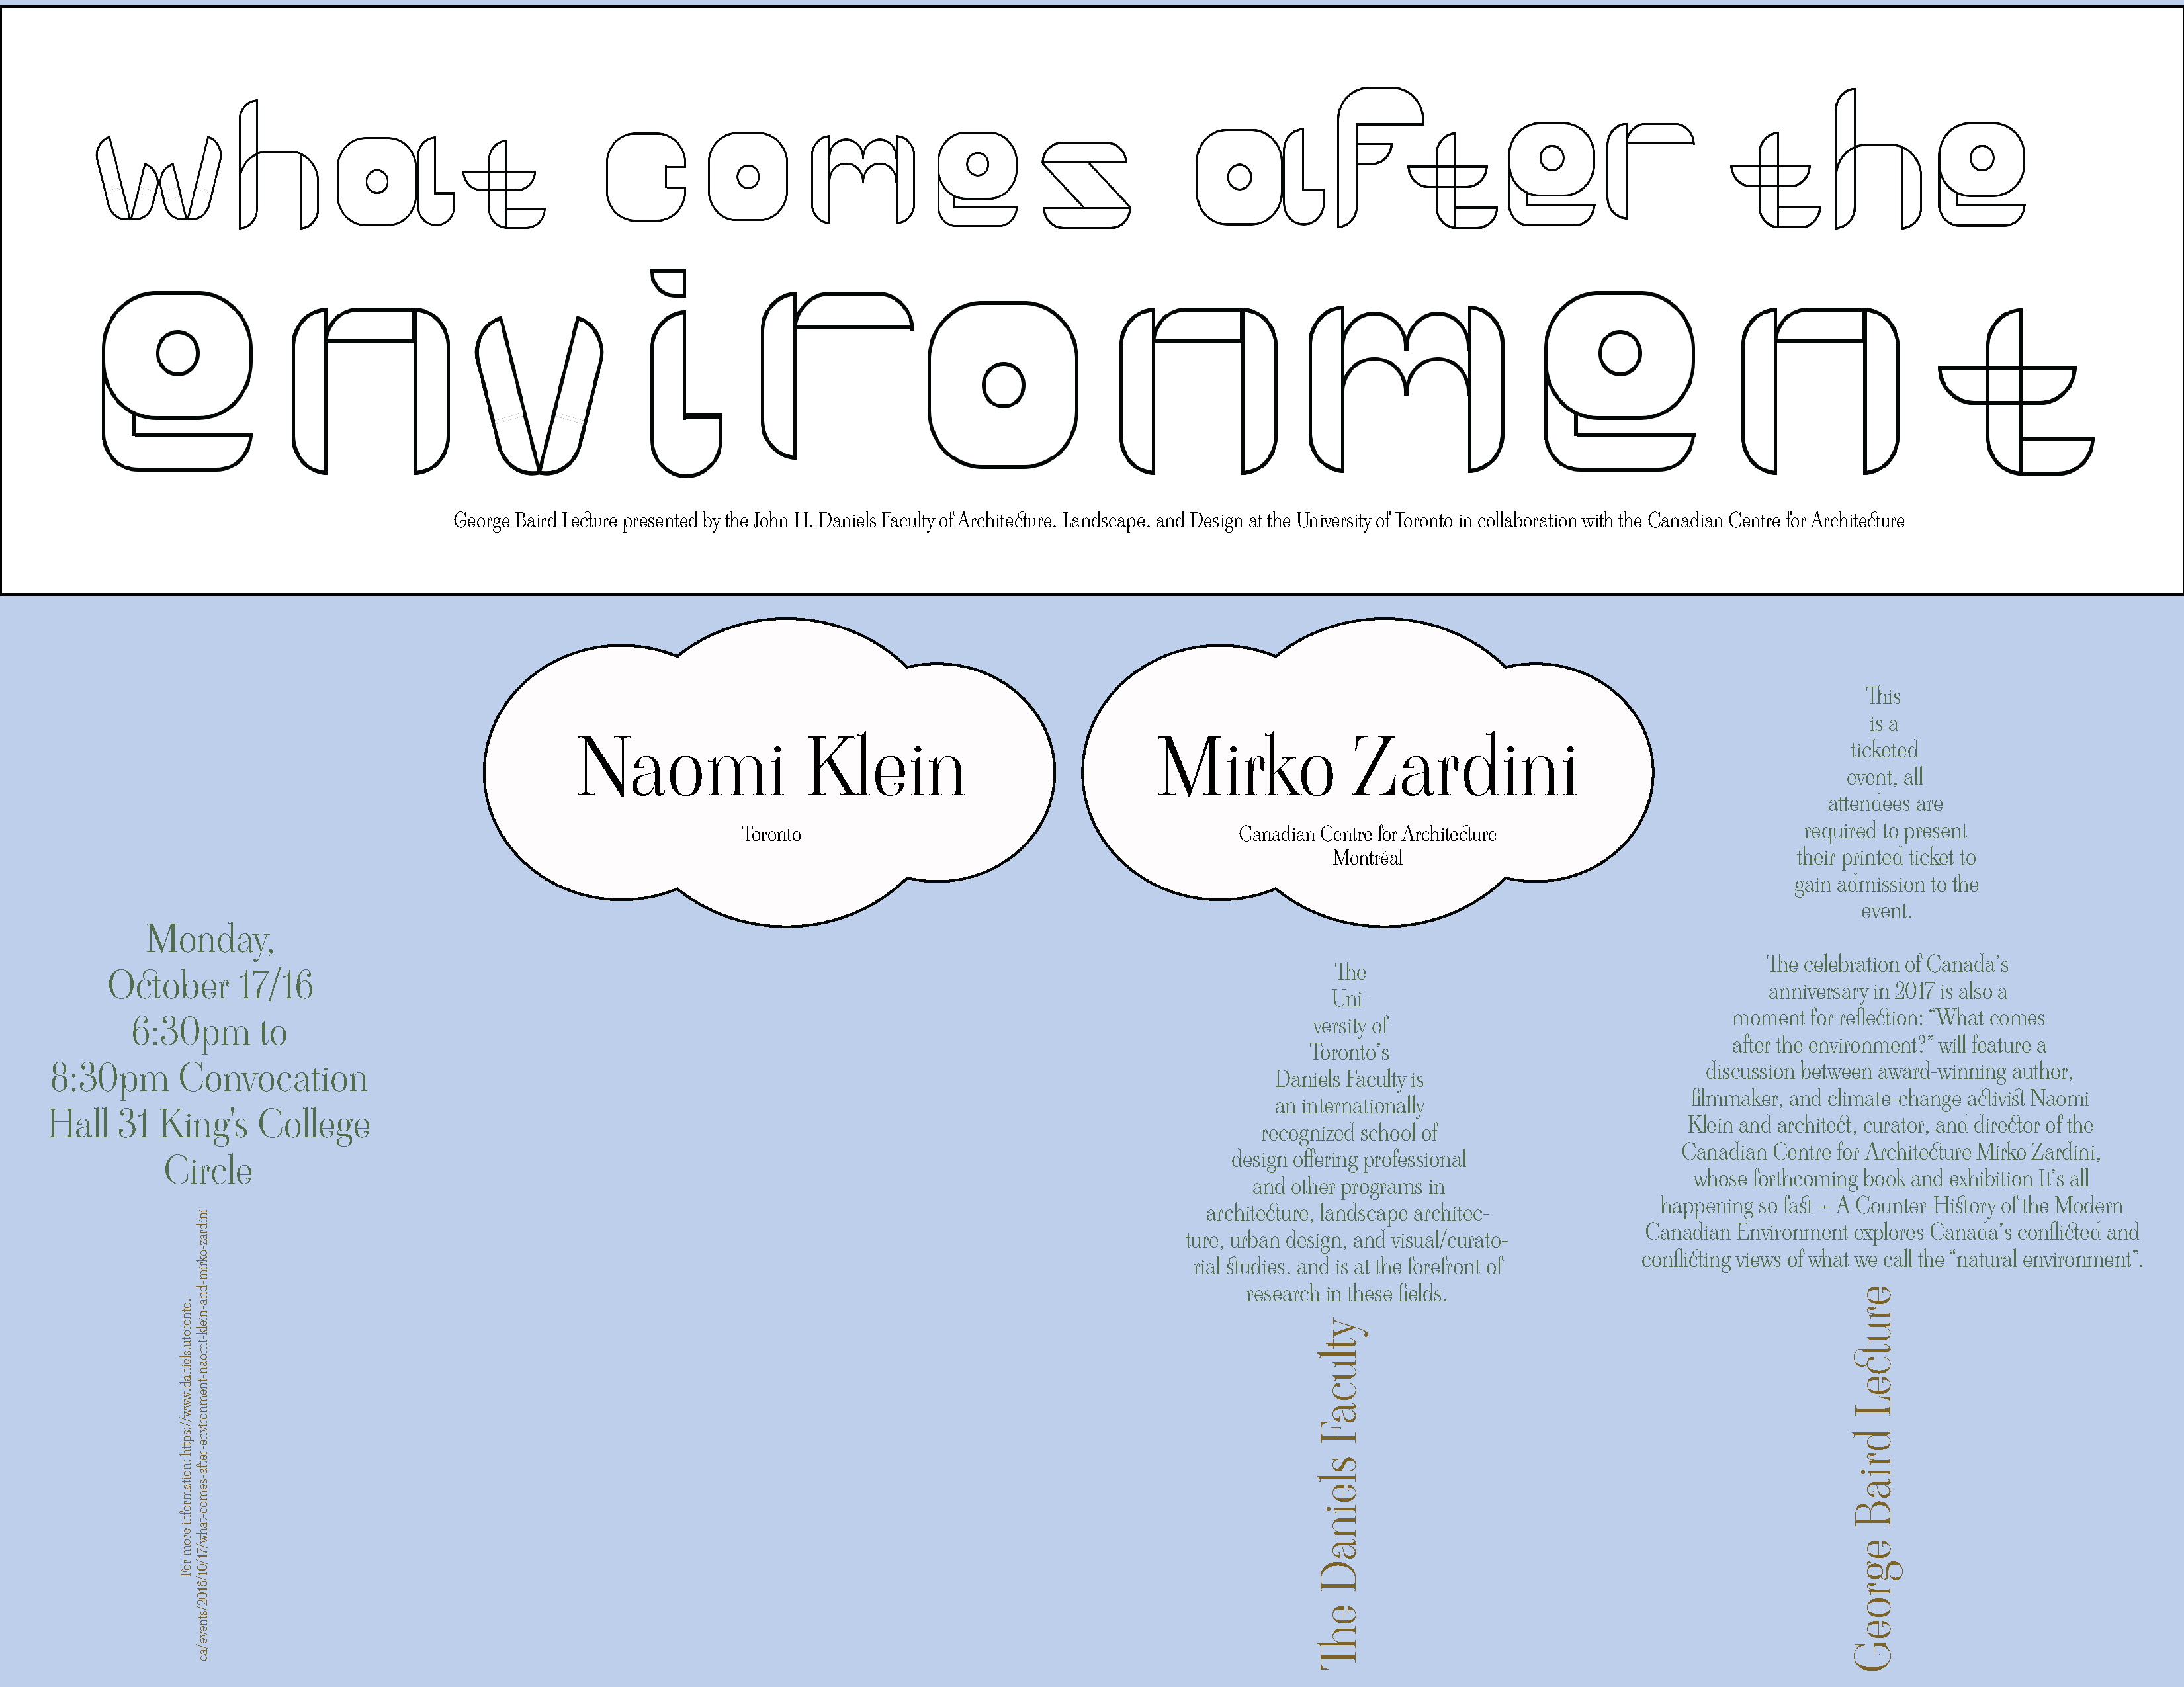 what comes after the
environment
George Baird Lecture presented by the John H. Daniels Faculty of Architecture, Landscape, and Design at the University of Toronto in collaboration with the Canadian Centre for Architecture
Naomi Klein
Toronto
Mirko Zardini
Canadian Centre for Architecture
Montréal
Monday,
October 17/16
6:30pm to
8:30pm Convocation
Hall 31 King's College
Circle
For more information: https://www.daniels.utoronto.-
ca/events/2016/10/17/what-comes-after-environment-naomi-klein-and-mirko-zardini
The
Uni-
versity of
Toronto’s
Daniels Faculty is
an internationally
recognized school of
design offering professional
and other programs in
architecture, landscape architec-
ture, urban design, and visual/curato-
rial studies, and is at the forefront of
research in these fields.
The Daniels Faculty
This
is a
ticketed
event, all
attendees are
required to present
their printed ticket to
gain admission to the
event.
The celebration of Canada’s
anniversary in 2017 is also a
moment for reflection: “What comes
after the environment?” will feature a
discussion between award-winning author,
filmmaker, and climate-change activist Naomi
Klein and architect, curator, and director of the
Canadian Centre for Architecture Mirko Zardini,
whose forthcoming book and exhibition It’s all
happening so fast – A Counter-History of the Modern
Canadian Environment explores Canada’s conflicted and
conflicting views of what we call the “natural environment”.
George Baird Lecture